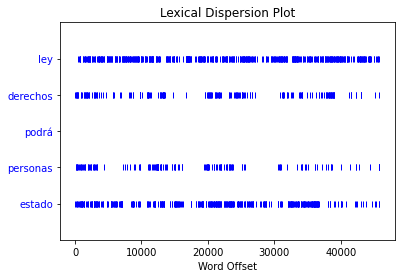 Lexical Dispersion Plot
ley
derechos
podrá
personas
estado
0 10000 20000 30000 40000
Word Offset